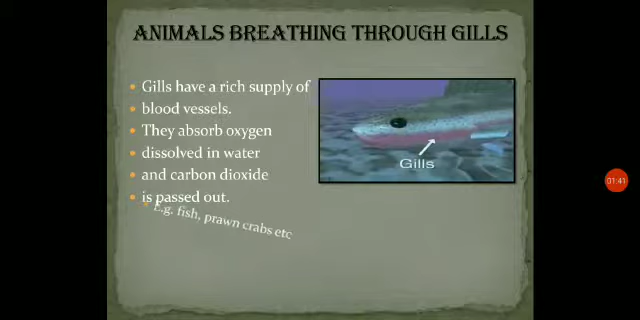 ANIMALS BREATHING THROUGH GILLS
Gills have a rich supply of
blood vessels.
They absorb oxygen
dissolved in water
and carbon dioxide
is passed out.
E.g. fish, prawn crabs etc
Gills
01:41